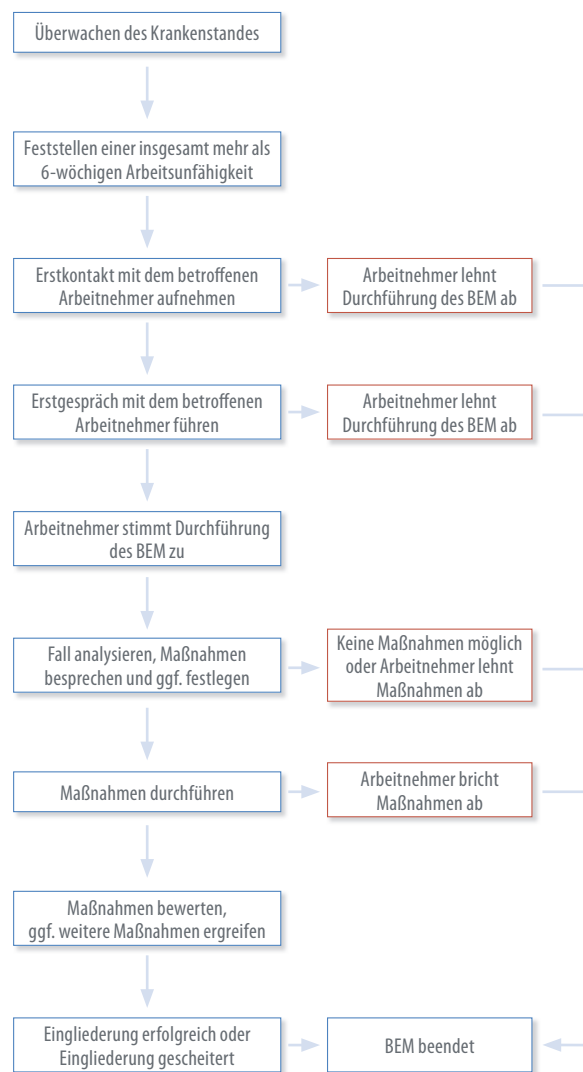 Überwachen des Krankenstandes
Feststellen einer insgesamt mehr als
6-wöchigen Arbeitsunfähigkeit
Erstkontakt mit dem betroffenen
Arbeitnehmer aufnehmen
Arbeitnehmer lehnt
Durchführung des BEM ab
Erstgespräch mit dem betroffenen
Arbeitnehmer führen
Arbeitnehmer lehnt
Durchführung des BEM ab
Arbeitnehmer stimmt Durchführung
des BEM zu
Fall analysieren, Maßnahmen
besprechen und ggf. festlegen
Keine Maßnahmen möglich
oder Arbeitnehmer lehnt
Maßnahmen ab
Maßnahmen durchführen
Arbeitnehmer bricht
Maßnahmen ab
Maßnahmen bewerten,
ggf. weitere Maßnahmen ergreifen
Eingliederung erfolgreich oder
Eingliederung gescheitert
BEM beendet